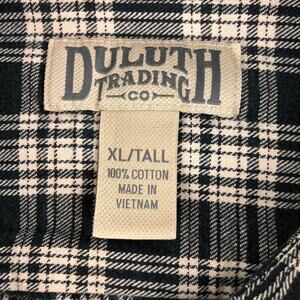 DULUTH
TRADING
CO
XL/TALL
100% COTTON
MADE IN
VIETNAM